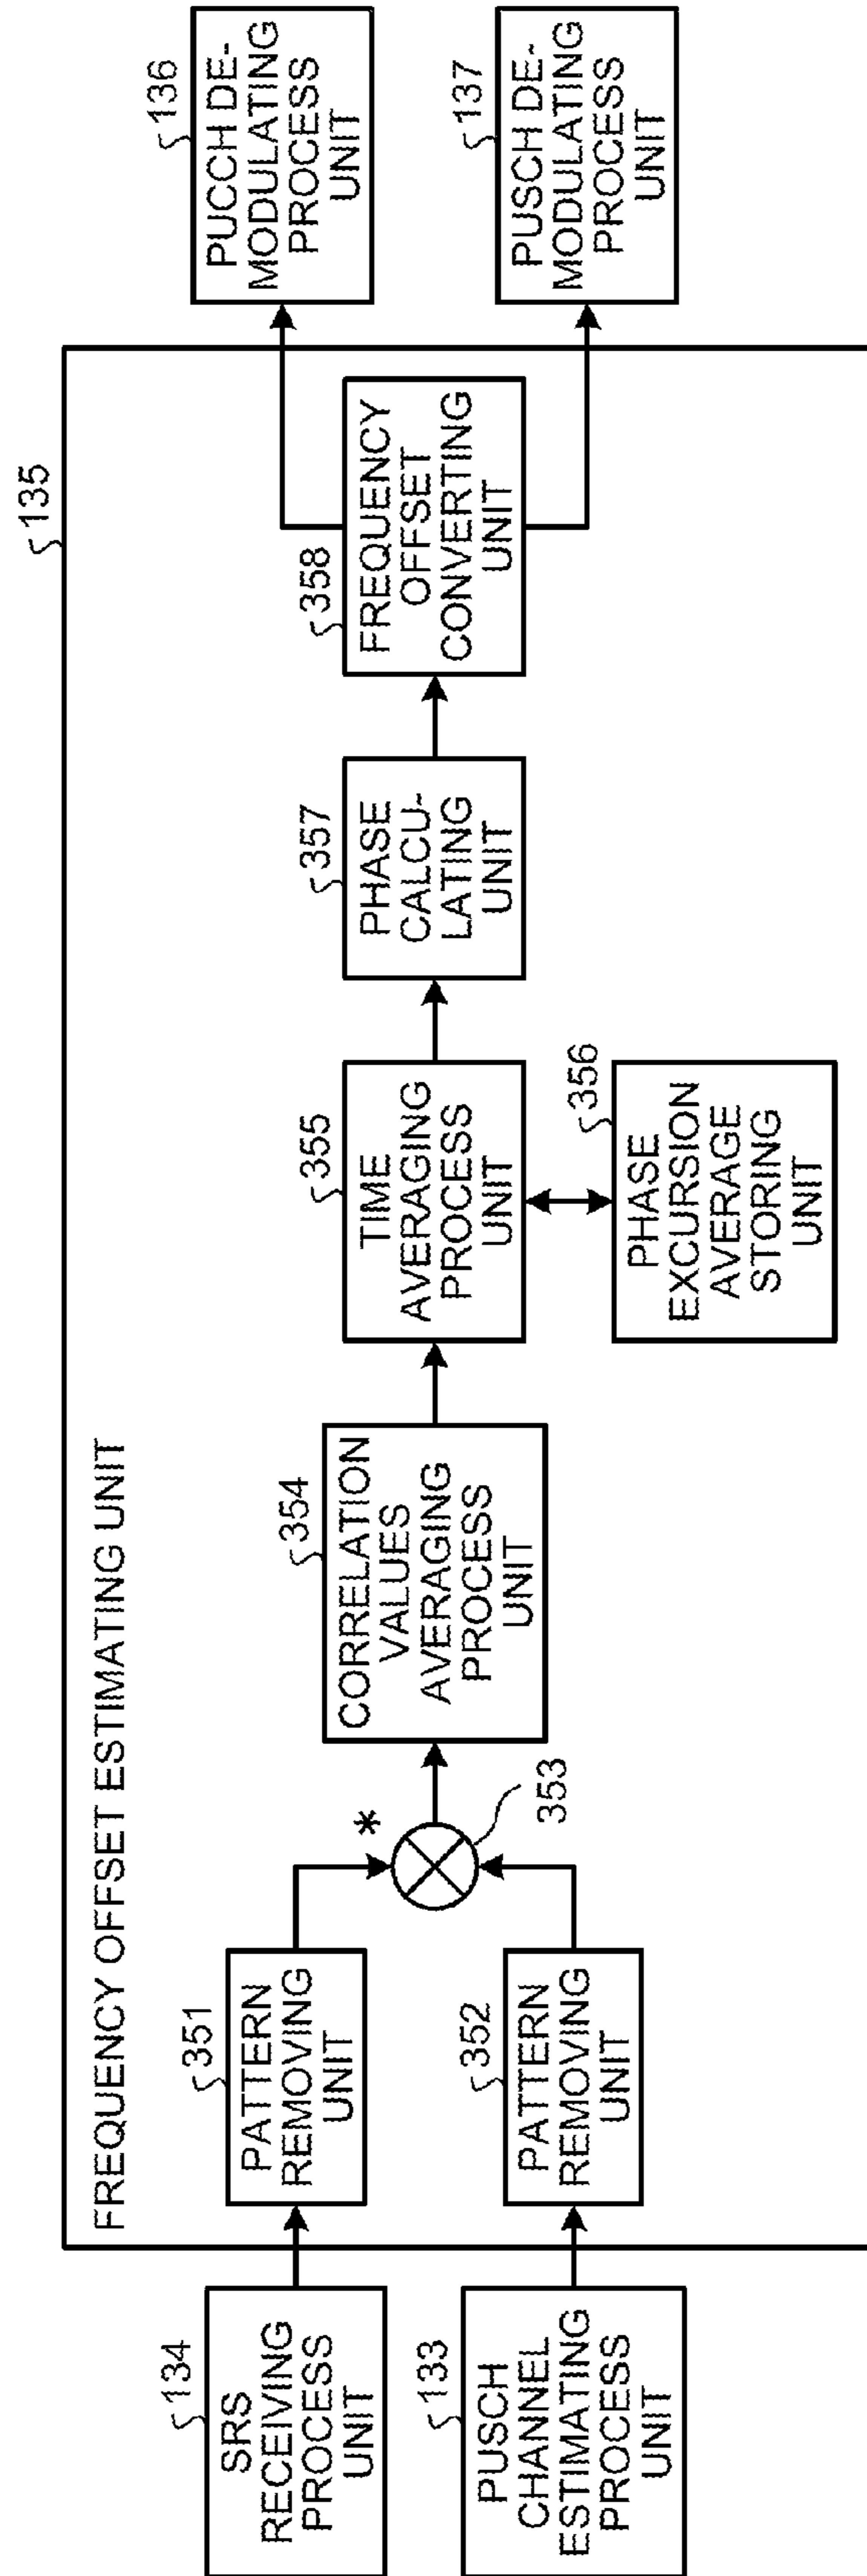 135
FREQUENCY OFFSET ESTIMATING UNIT
134
SRS
RECEIVING
PROCESS
UNIT
133
PUSCH
CHANNEL
ESTIMATING
PROCESS
UNIT
351
PATTERN
REMOVING
UNIT
352
PATTERN
REMOVING
UNIT
*
353
354
CORRELATION
VALUES
AVERAGING
PROCESS
UNIT
355
TIME
AVERAGING
PROCESS
UNIT
356
PHASE
EXCURSION
AVERAGE
STORING
UNIT
357
PHASE
CALCU-
LATING
UNIT
358
FREQUENCY
OFFSET
CONVERTING
UNIT
136
PUCCH DE-
MODULATING
PROCESS
UNIT
137
PUSCH DE-
MODULATING
PROCESS
UNIT